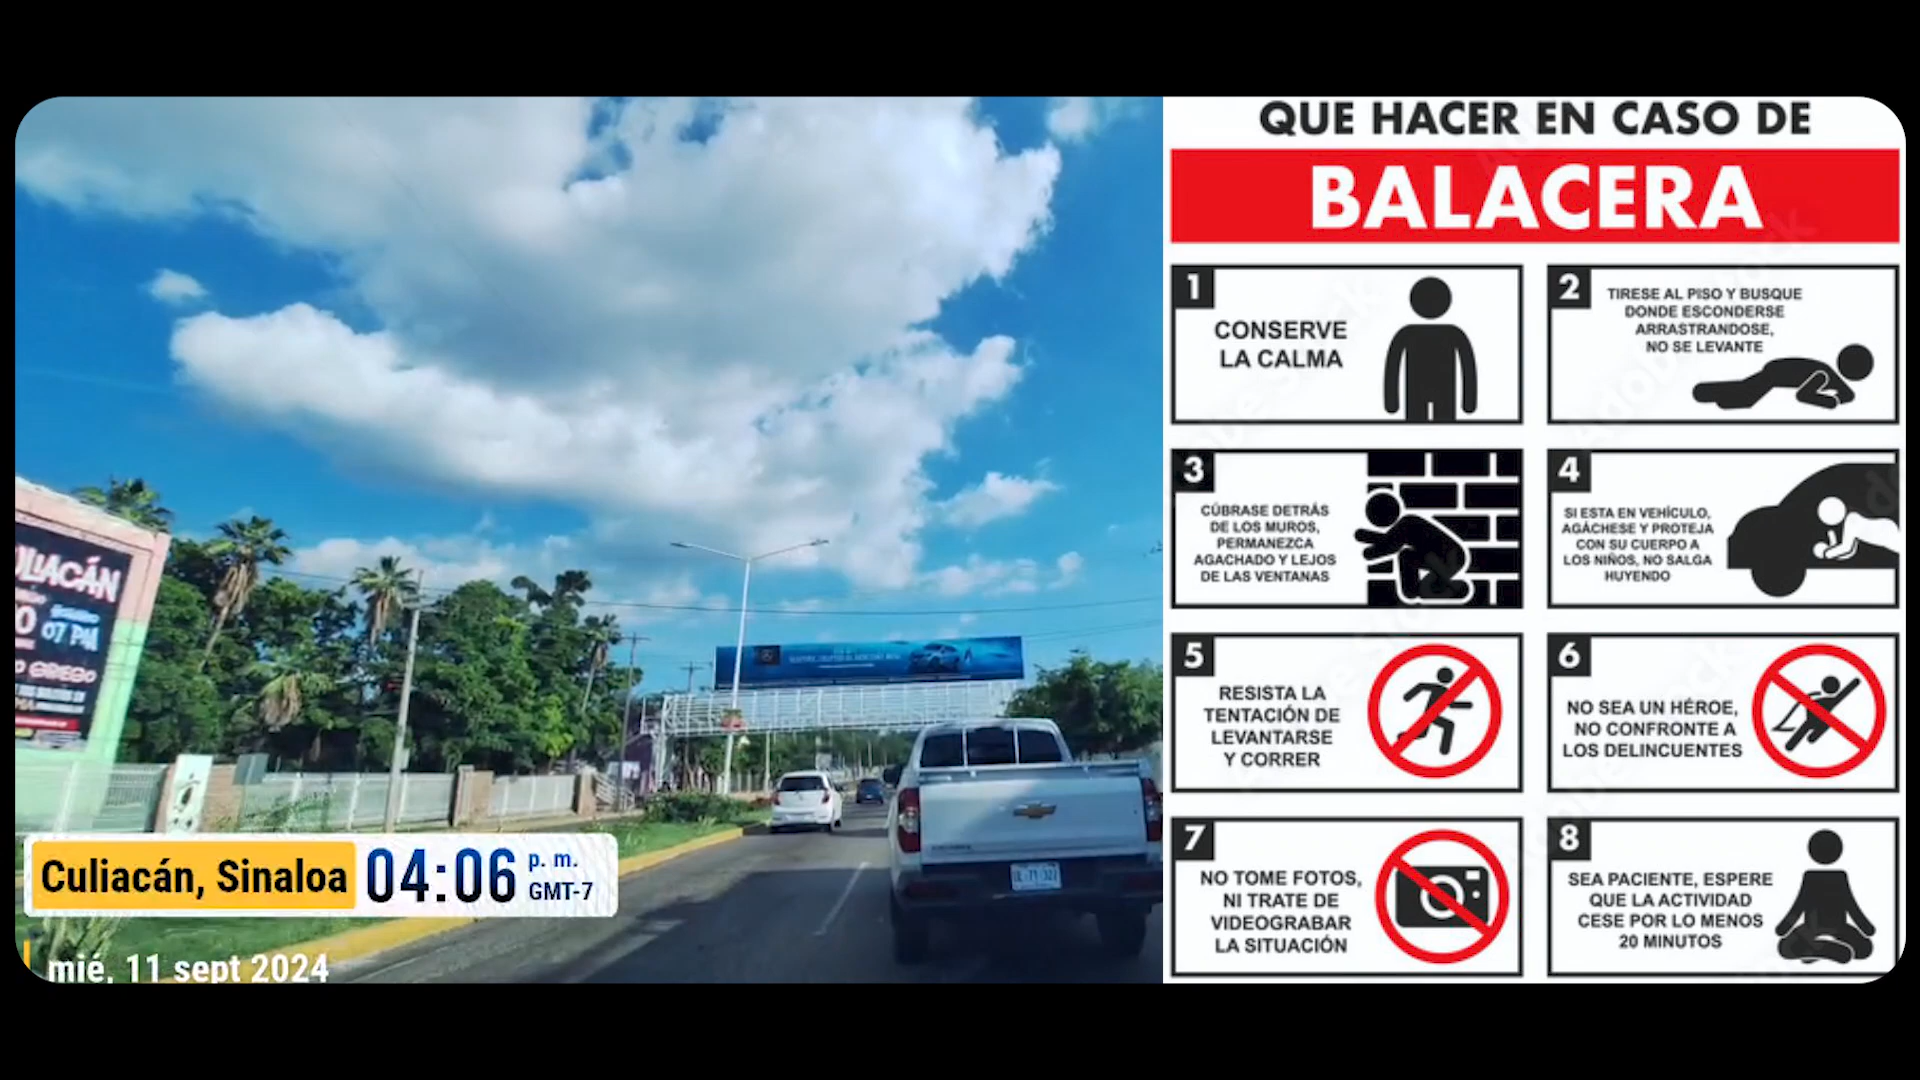 LIACÁN
07 PM
GREGO
Culiacán, Sinaloa
04:06
p. m.
GMT-7
mié, 11 sept 2024
QUE HACER EN CASO DE
BALACERA
1
CONSERVE
LA CALMA
2
TIRESE AL PISO Y BUSQUE
DONDE ESCONDERSE
ARRASTRANDOSE,
NO SE LEVANTE
3
CÚBRASE DETRÁS
DE LOS MUROS,
PERMANEZCA
AGACHADO Y LEJOS
DE LAS VENTANAS
4
SI ESTA EN VEHÍCULO,
AGÁCHESE Y PROTEJA
CON SU CUERPO A
LOS NIÑOS, NO SALGA
HUYENDO
5
RESISTA LA
TENTACIÓN DE
LEVANTARSE
Y CORRER
6
NO SEA UN HÉROE,
NO CONFRONTE A
LOS DELINCUENTES
7
NO TOME FOTOS,
NI TRATE DE
VIDEOGRABAR
LA SITUACIÓN
8
SEA PACIENTE, ESPERE
QUE LA ACTIVIDAD
CESE POR LO MENOS
20 MINUTOS